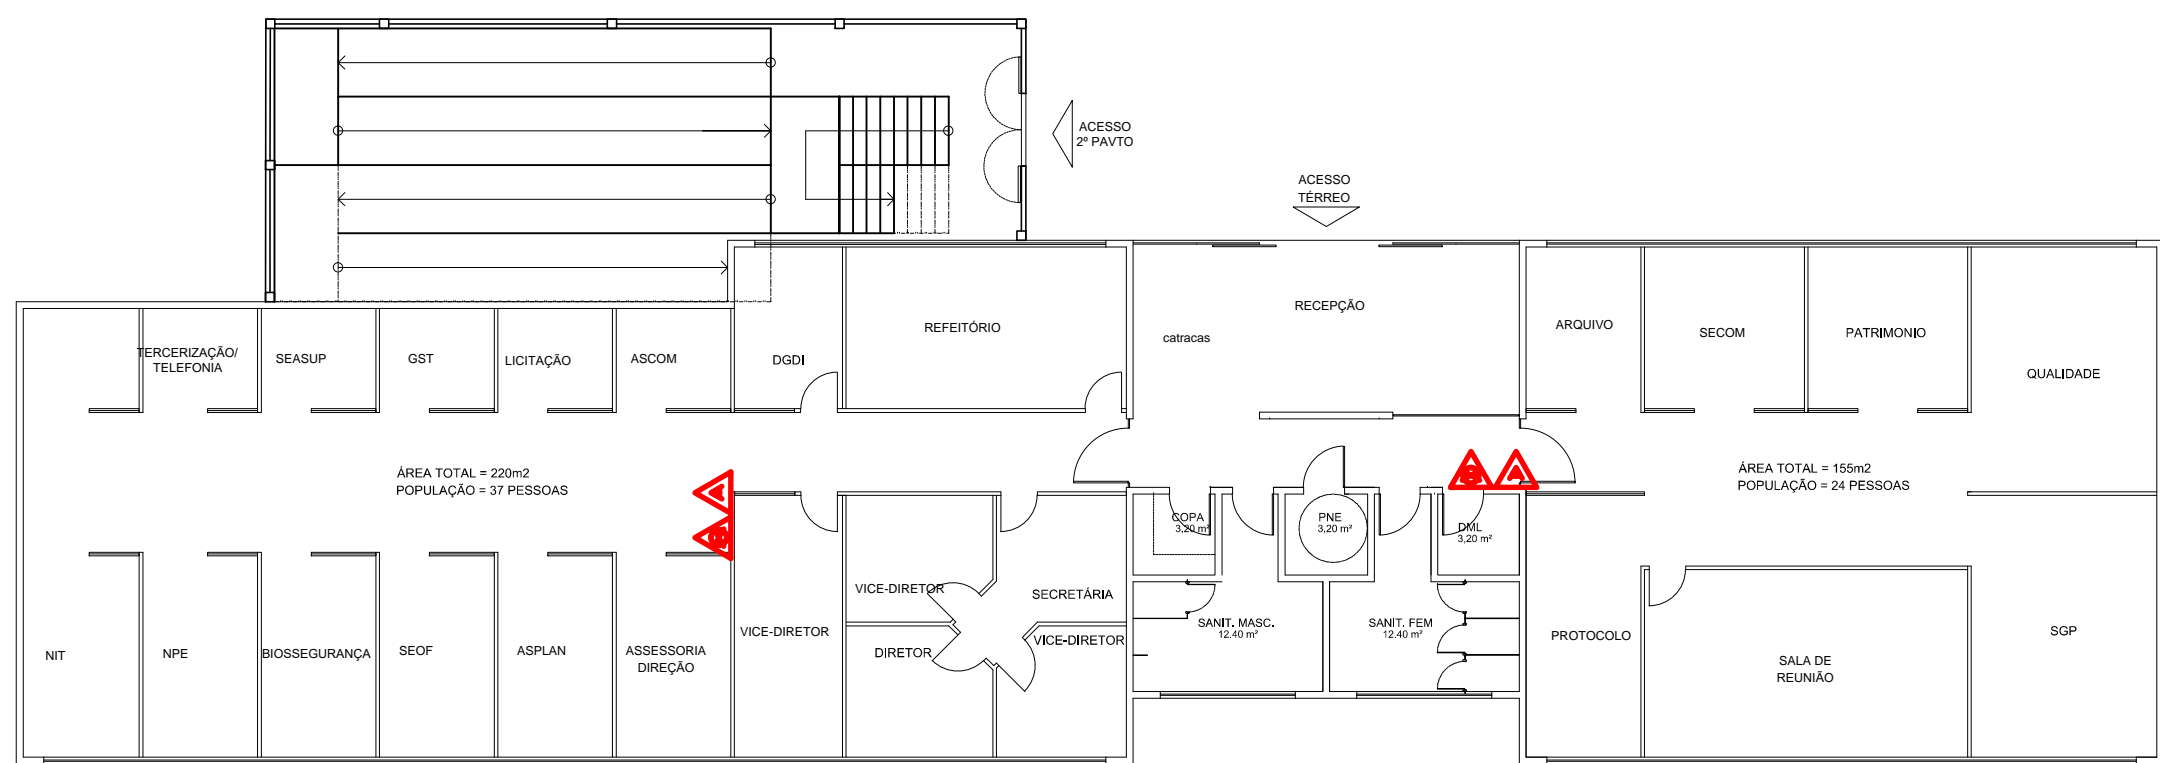 ACESSO
2º PAVTO
ACESSO
TÉRREO
RECEPÇÃO
catracas
REFEITÓRIO
DGDI
TERCERIZAÇÃO/
TELEFONIA
SEASUP
GST
LICITAÇÃO
ASCOM
ARQUIVO
SECOM
PATRIMONIO
QUALIDADE
ÁREA TOTAL = 220m2
POPULAÇÃO = 37 PESSOAS
ÁREA TOTAL = 155m2
POPULAÇÃO = 24 PESSOAS
COPA
3,20 m²
PNE
3,20 m²
DML
3,20 m²
VICE-DIRETOR
SECRETÁRIA
SANIT. MASC.
12.40 m²
SANIT. FEM
12.40 m²
NIT
NPE
BIOSSEGURANÇA
SEOF
ASPLAN
ASSESSORIA
DIREÇÃO
VICE-DIRETOR
DIRETOR
VICE-DIRETOR
PROTOCOLO
SALA DE
REUNIÃO
SGP